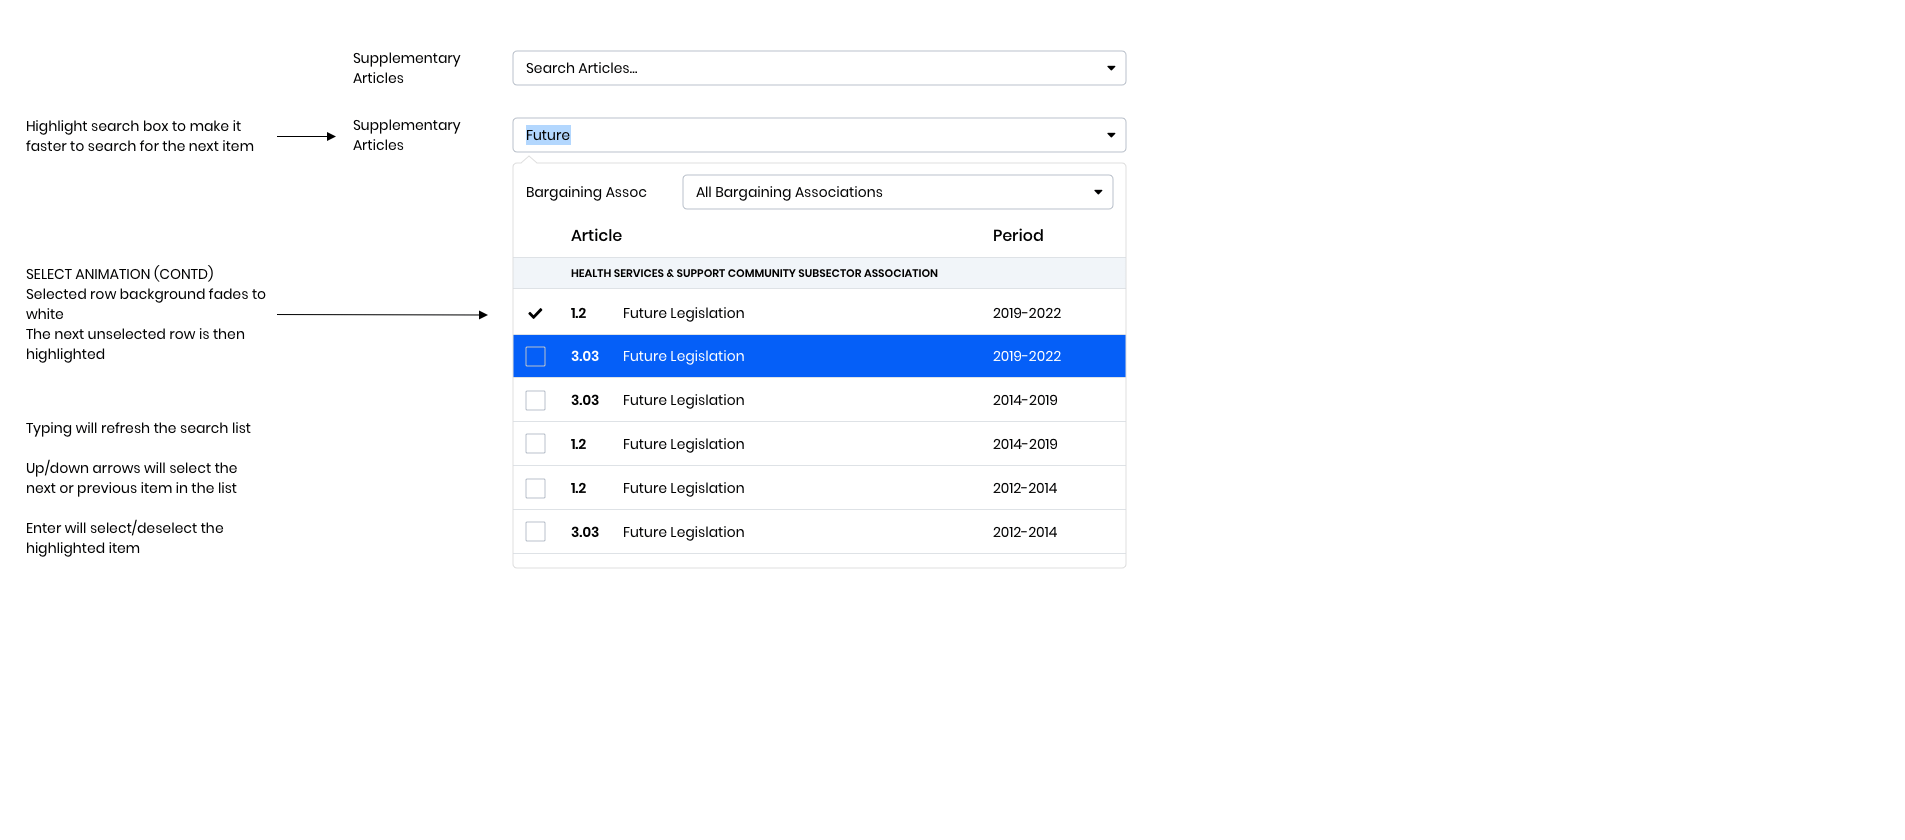 Supplementary
Articles
Search Articles...
Highlight search box to make it
faster to search for the next item
Supplementary
Articles
Future
Bargaining Assoc
All Bargaining Associations
Article Period
HEALTH SERVICES & SUPPORT COMMUNITY SUBSECTOR ASSOCIATION
SELECT ANIMATION (CONTD)
Selected row background fades to
white
The next unselected row is then
highlighted
1.2 Future Legislation 2019-2022
3.03 Future Legislation 2019-2022
3.03 Future Legislation 2014-2019
1.2 Future Legislation 2014-2019
1.2 Future Legislation 2012-2014
3.03 Future Legislation 2012-2014
Typing will refresh the search list
Up/down arrows will select the
next or previous item in the list
Enter will select/deselect the
highlighted item